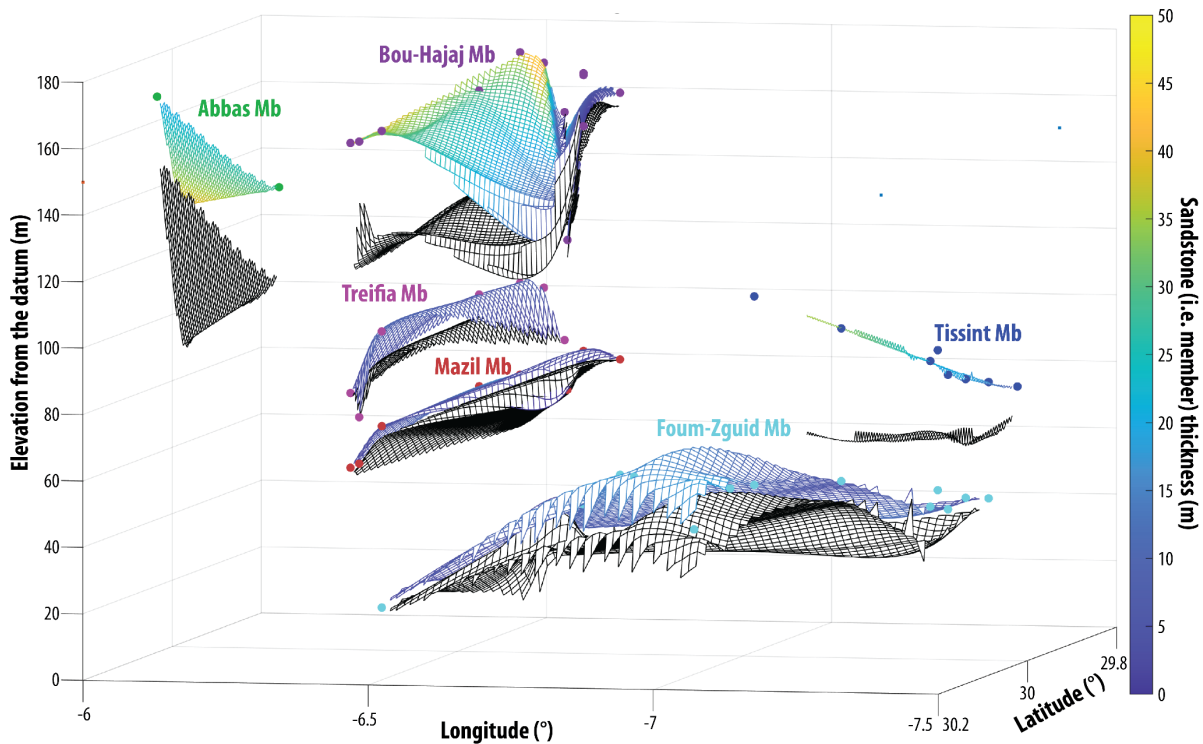 Bou-Hajaj Mb
Abbas Mb
Treifia Mb
Mazil Mb
Tissint Mb
Foum-Zguid Mb
Elevation from the datum (m)
180
160
140
120
100
80
60
40
20
0
-6
-6.5
-7
-7.5
Longitude (°)
30.2
30
29.8
Latitude (°)
50
45
40
35
30
25
20
15
10
5
0
Sandstone (i.e. member) thickness (m)